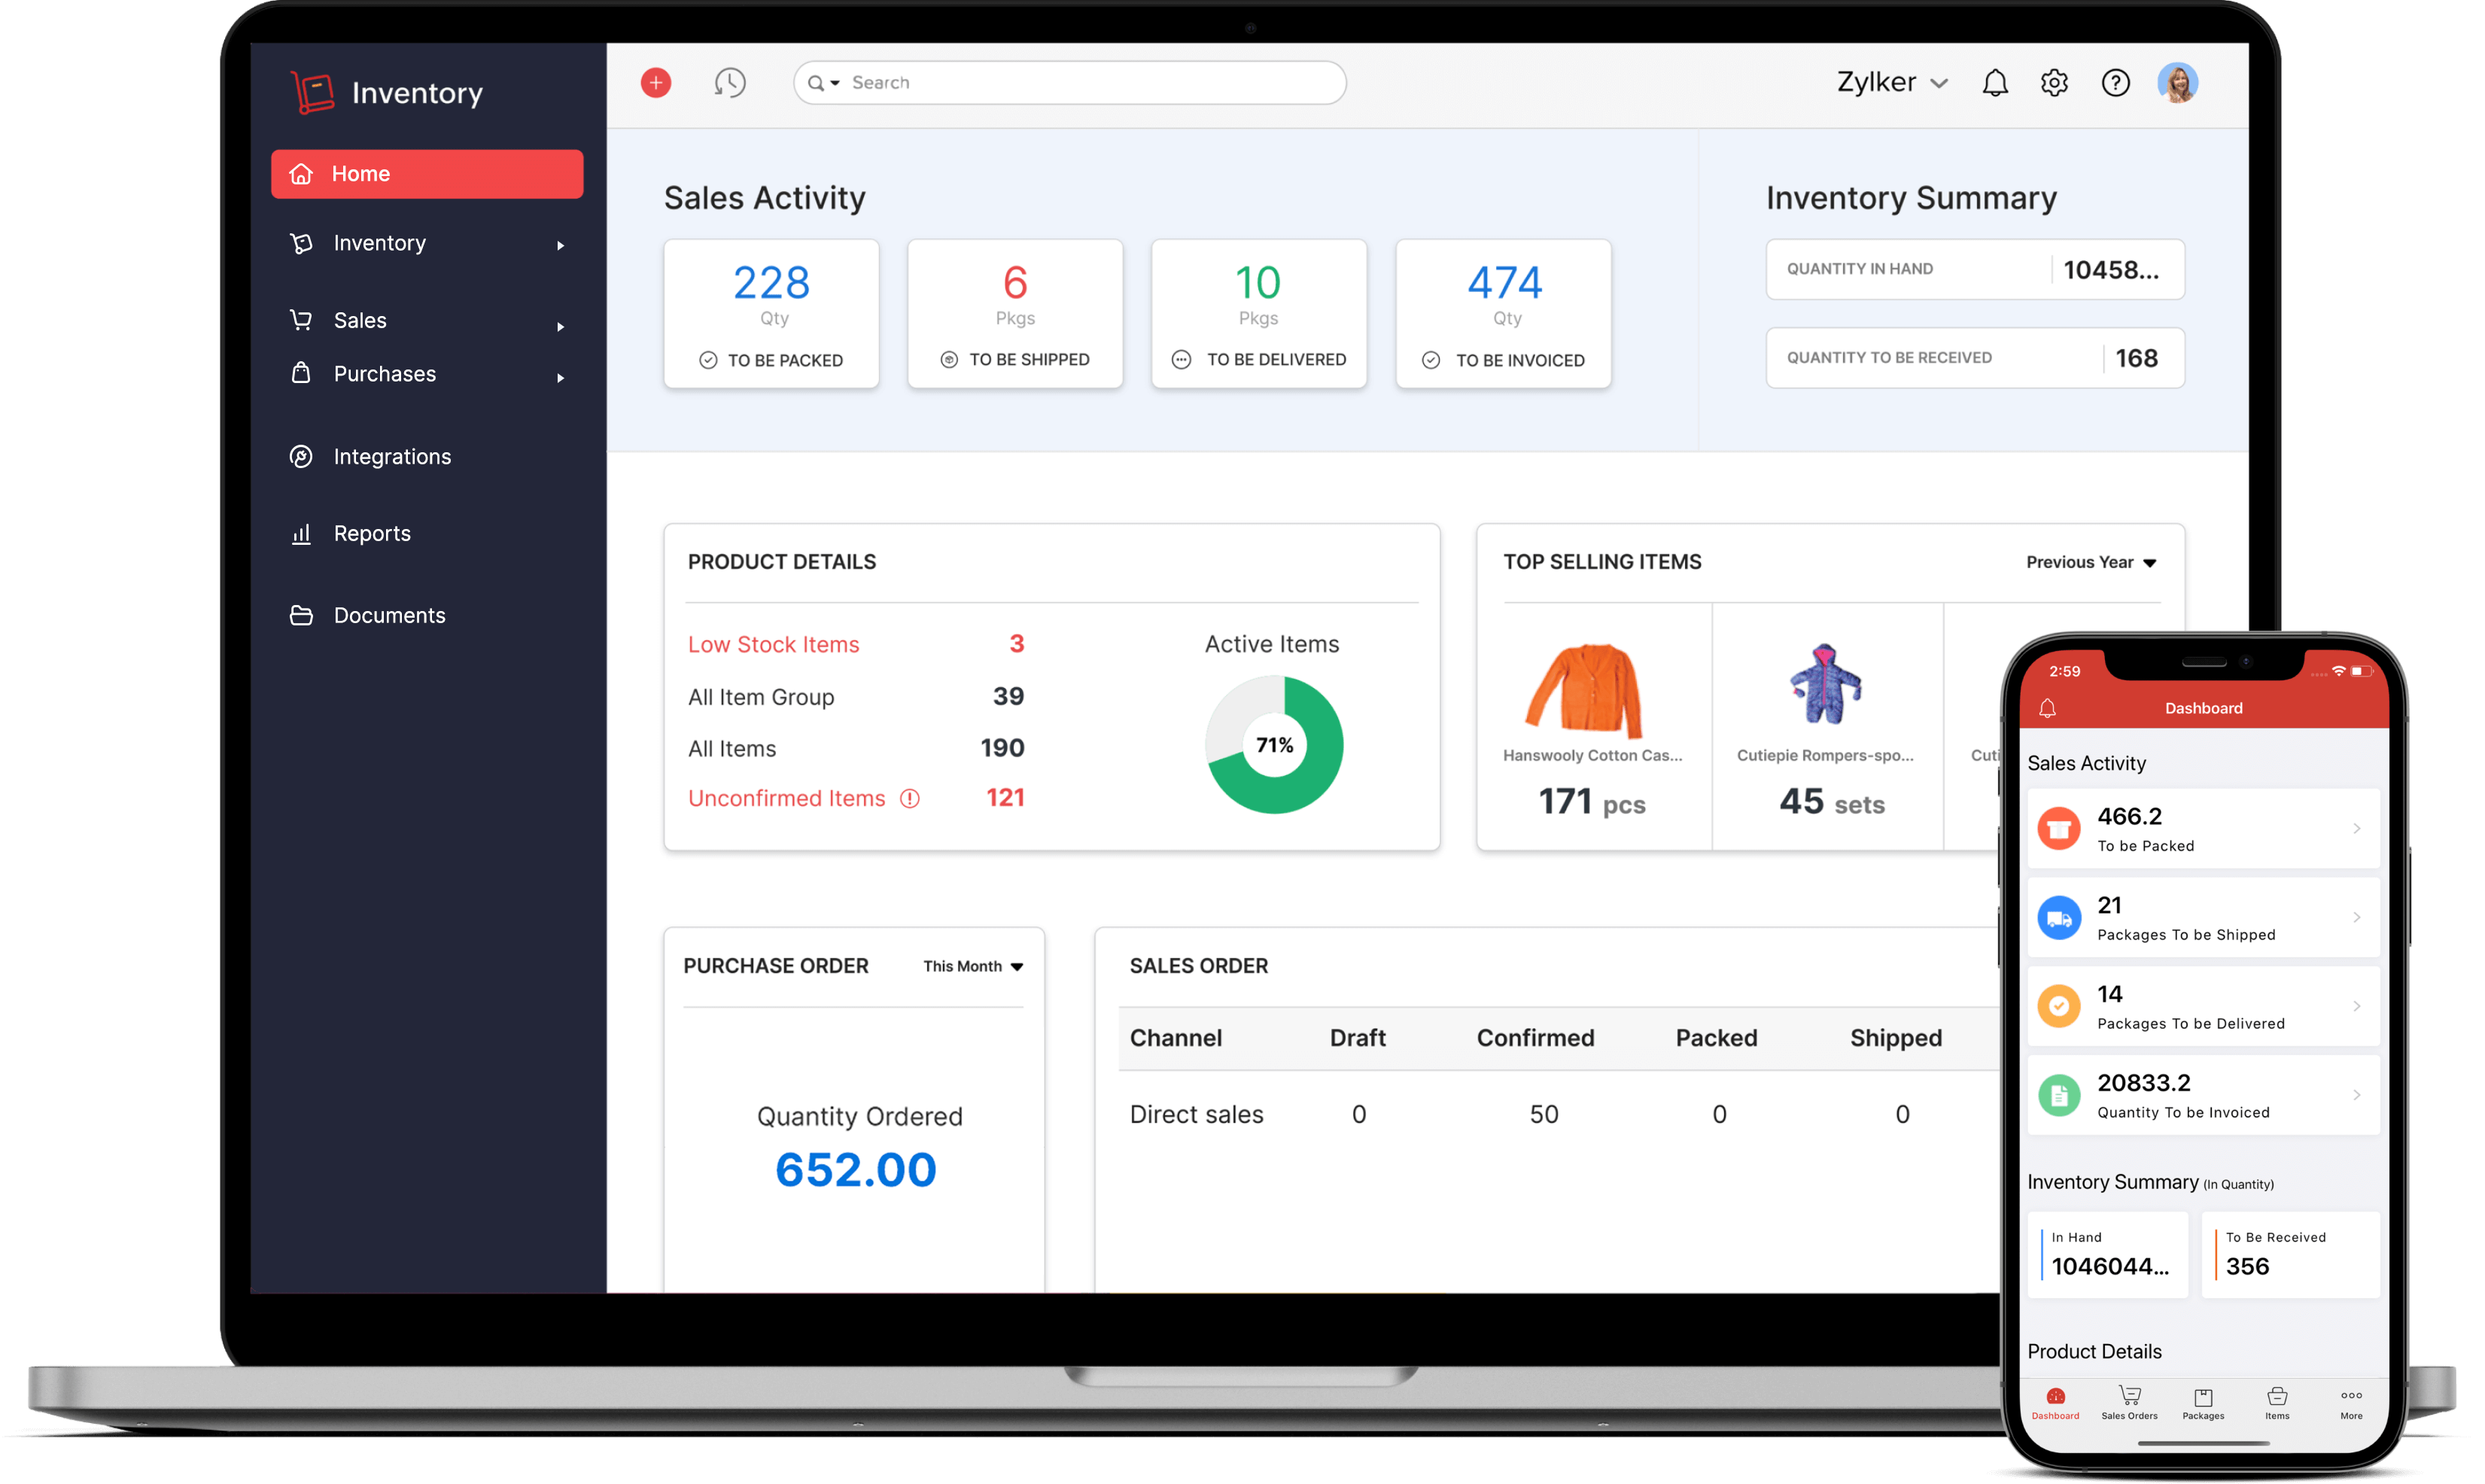 Inventory
Home
Inventory
Sales
Purchases
Integrations
Reports
Documents
Search
Zylker
Sales Activity
228
Qty
TO BE PACKED
6
Pkgs
TO BE SHIPPED
10
Pkgs
TO BE DELIVERED
474
Qty
TO BE INVOICED
Inventory Summary
QUANTITY IN HAND 10458...
QUANTITY TO BE RECEIVED 168
PRODUCT DETAILS
Low Stock Items 3
All Item Group 39
All Items 190
Unconfirmed Items 121
Active Items
71%
TOP SELLING ITEMS Previous Year
Hanswooly Cotton Cas...
171 pcs
Cutiepie Rompers-spo...
45 sets
Cuti
PURCHASE ORDER This Month
Quantity Ordered
652.00
SALES ORDER
Channel Draft Confirmed Packed Shipped
Direct sales 0 50 0 0
2:59
Dashboard
Sales Activity
466.2
To be Packed
21
Packages To be Shipped
14
Packages To be Delivered
20833.2
Quantity To be Invoiced
Inventory Summary (In Quantity)
In Hand
1046044...
To Be Received
356
Product Details
Dashboard Sales Orders Packages Items More